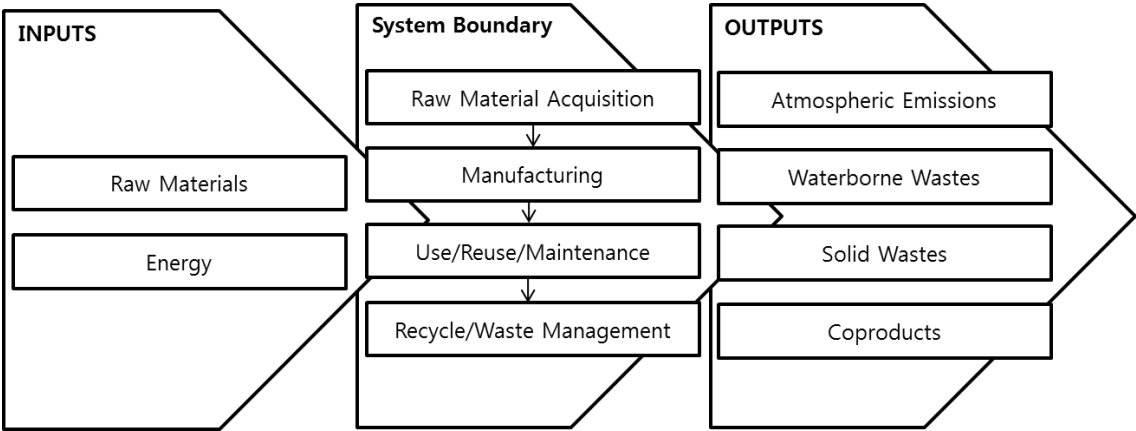 INPUTS
Raw Materials
Energy
System Boundary
Raw Material Acquisition
Manufacturing
Use/Reuse/Maintenance
Recycle/Waste Management
OUTPUTS
Atmospheric Emissions
Waterborne Wastes
Solid Wastes
Coproducts